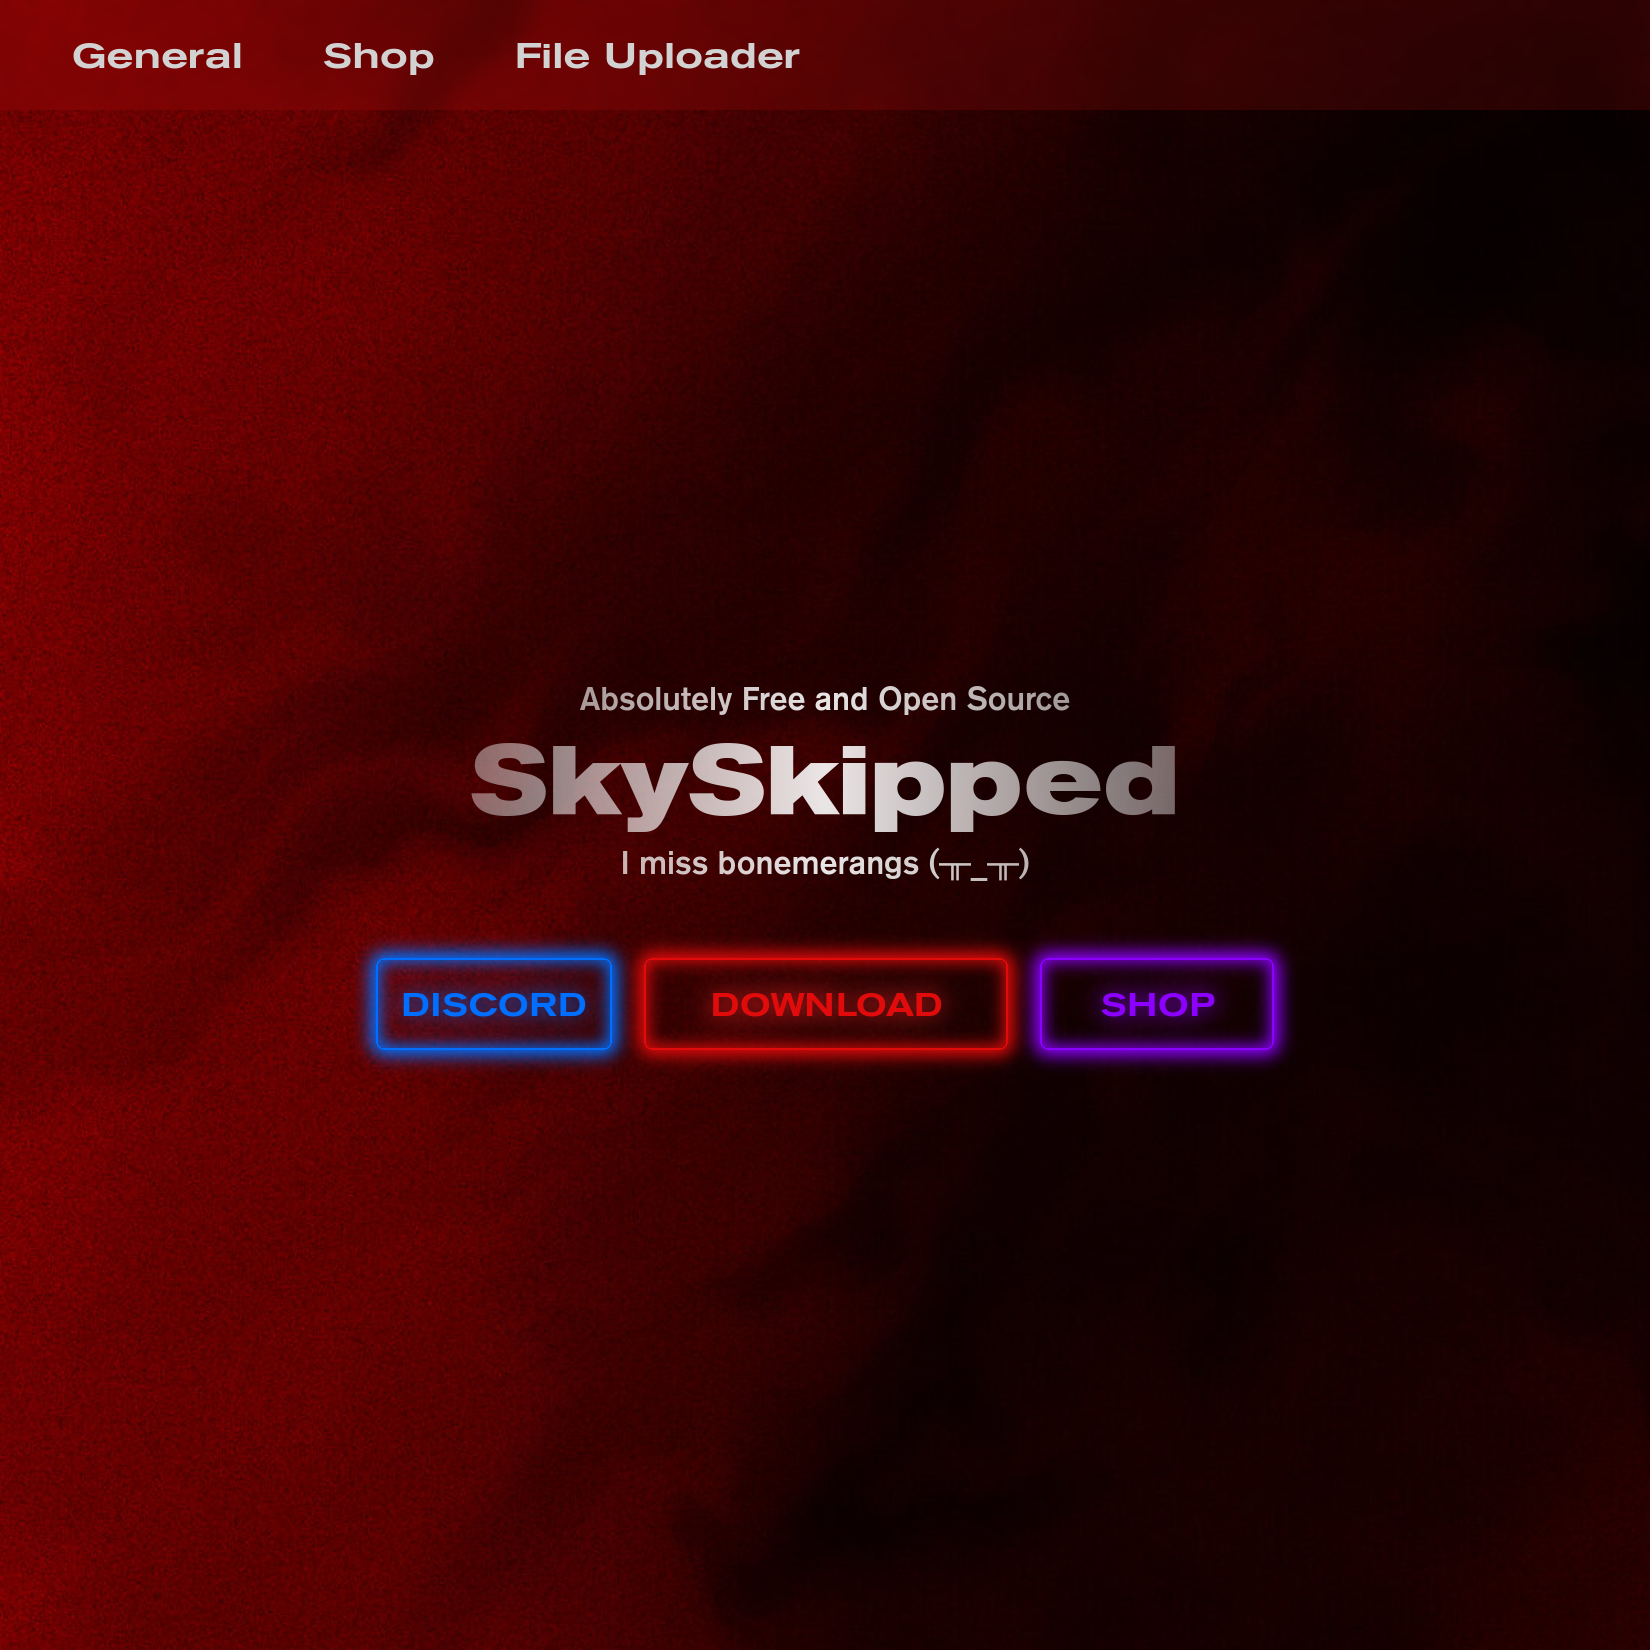 General Shop File Uploader
Absolutely Free and Open Source
SkySkipped
I miss bonemerangs (╥_╥)
DISCORD DOWNLOAD SHOP